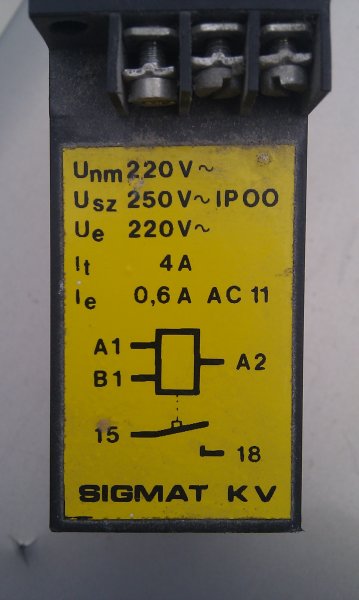 Unm 220 V ~
Usz 250 V ~ IP00
Ue 220 V ~
It 4 A
Ie 0,6 A AC 11
A1
A2
B1
15
18
SIGMAT KV